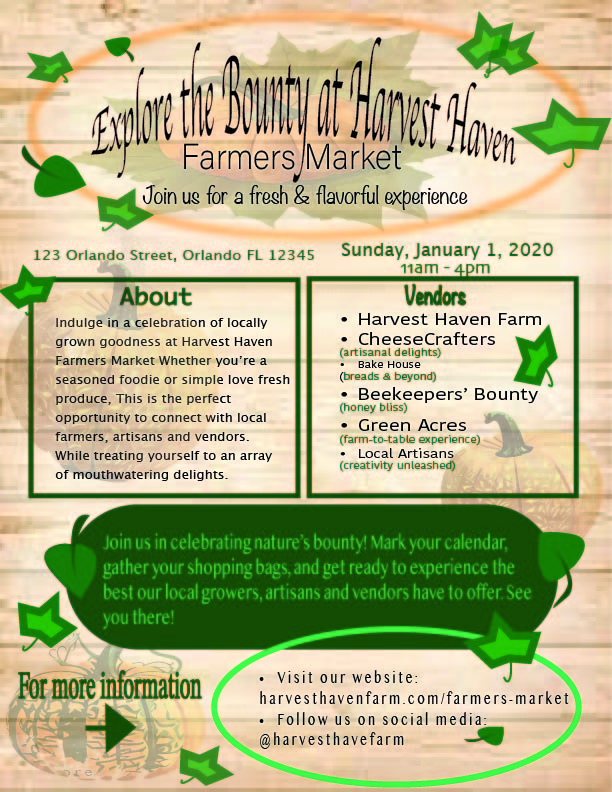 Explore the Bounty at Harvest Haven
Farmers Market
Join us for a fresh & flavorful experience
123 Orlando Street, Orlando FL 12345
Sunday, January 1, 2020
11am - 4pm
About
Indulge in a celebration of locally
grown goodness at Harvest Haven
Farmers Market Whether you're a
seasoned foodie or simple love fresh
produce, This is the perfect
opportunity to connect with local
farmers, artisans and vendors.
While treating yourself to an array
of mouthwatering delights.
Vendors
• Harvest Haven Farm
• CheeseCrafters
(artisanal delights)
• Bake House
(breads & beyond)
• Beekeepers' Bounty
(honey bliss)
• Green Acres
(farm-to-table experience)
• Local Artisans
(creativity unleashed)
Join us in celebrating nature's bounty! Mark your calendar,
gather your shopping bags, and get ready to experience the
best our local growers, artisans and vendors have to offer. See
you there!
For more information
• Visit our website:
harvesthavenfarm.com/farmers-market
• Follow us on social media:
@harvesthavefarm